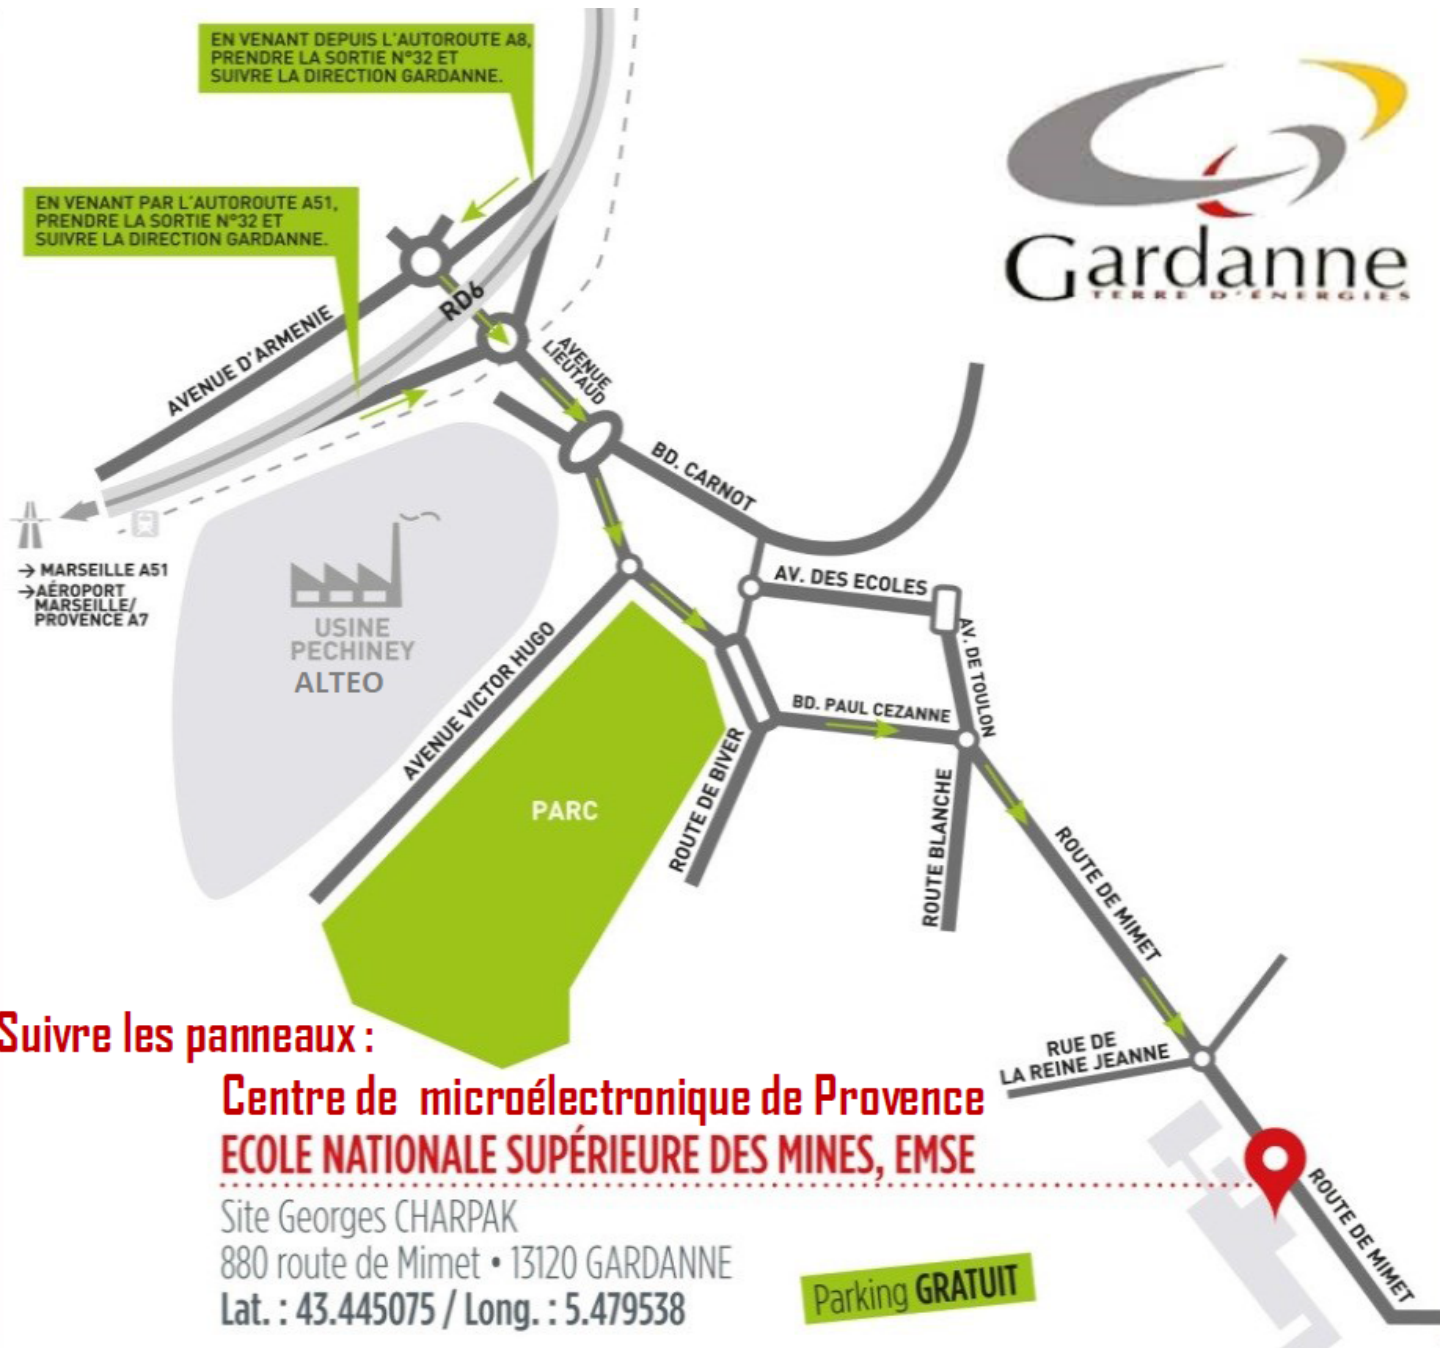 EN VENANT DEPUIS L'AUTOROUTE A8,
PRENDRE LA SORTIE N°32 ET
SUIVRE LA DIRECTION GARDANNE.
EN VENANT PAR L'AUTOROUTE A51,
PRENDRE LA SORTIE N°32 ET
SUIVRE LA DIRECTION GARDANNE.
Gardanne
TERRE D'ÉNERGIES
RD6
AVENUE D'ARMENIE
AVENUE
LIEUTAUD
BD. CARNOT
→ MARSEILLE A51
→AÉROPORT
MARSEILLE/
PROVENCE A7
USINE
PECHINEY
ALTEO
AV. DES ECOLES
AV. DE TOULON
AVENUE VICTOR HUGO
BD. PAUL CEZANNE
ROUTE DE BIVER
PARC
ROUTE BLANCHE
ROUTE DE MIMET
RUE DE
LA REINE JEANNE
Suivre les panneaux :
Centre de microélectronique de Provence
ECOLE NATIONALE SUPÉRIEURE DES MINES, EMSE
Site Georges CHARPAK
880 route de Mimet • 13120 GARDANNE
Lat. : 43.445075 / Long. : 5.479538
Parking GRATUIT
ROUTE DE MIMET